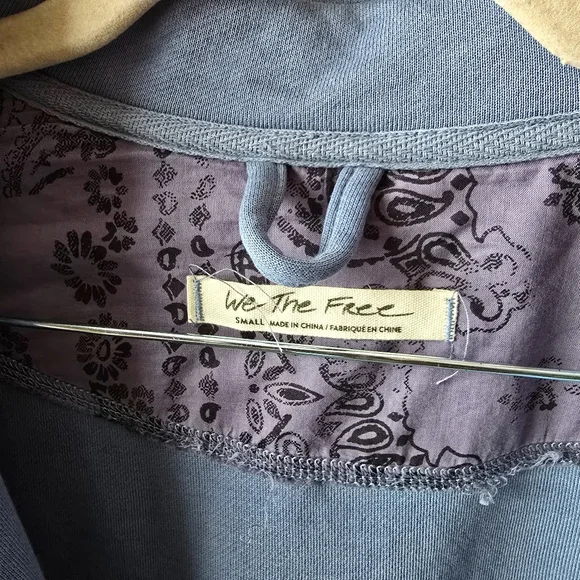 We The Free
SMALL MADE IN CHINA / FABRIQUÉ EN CHINE